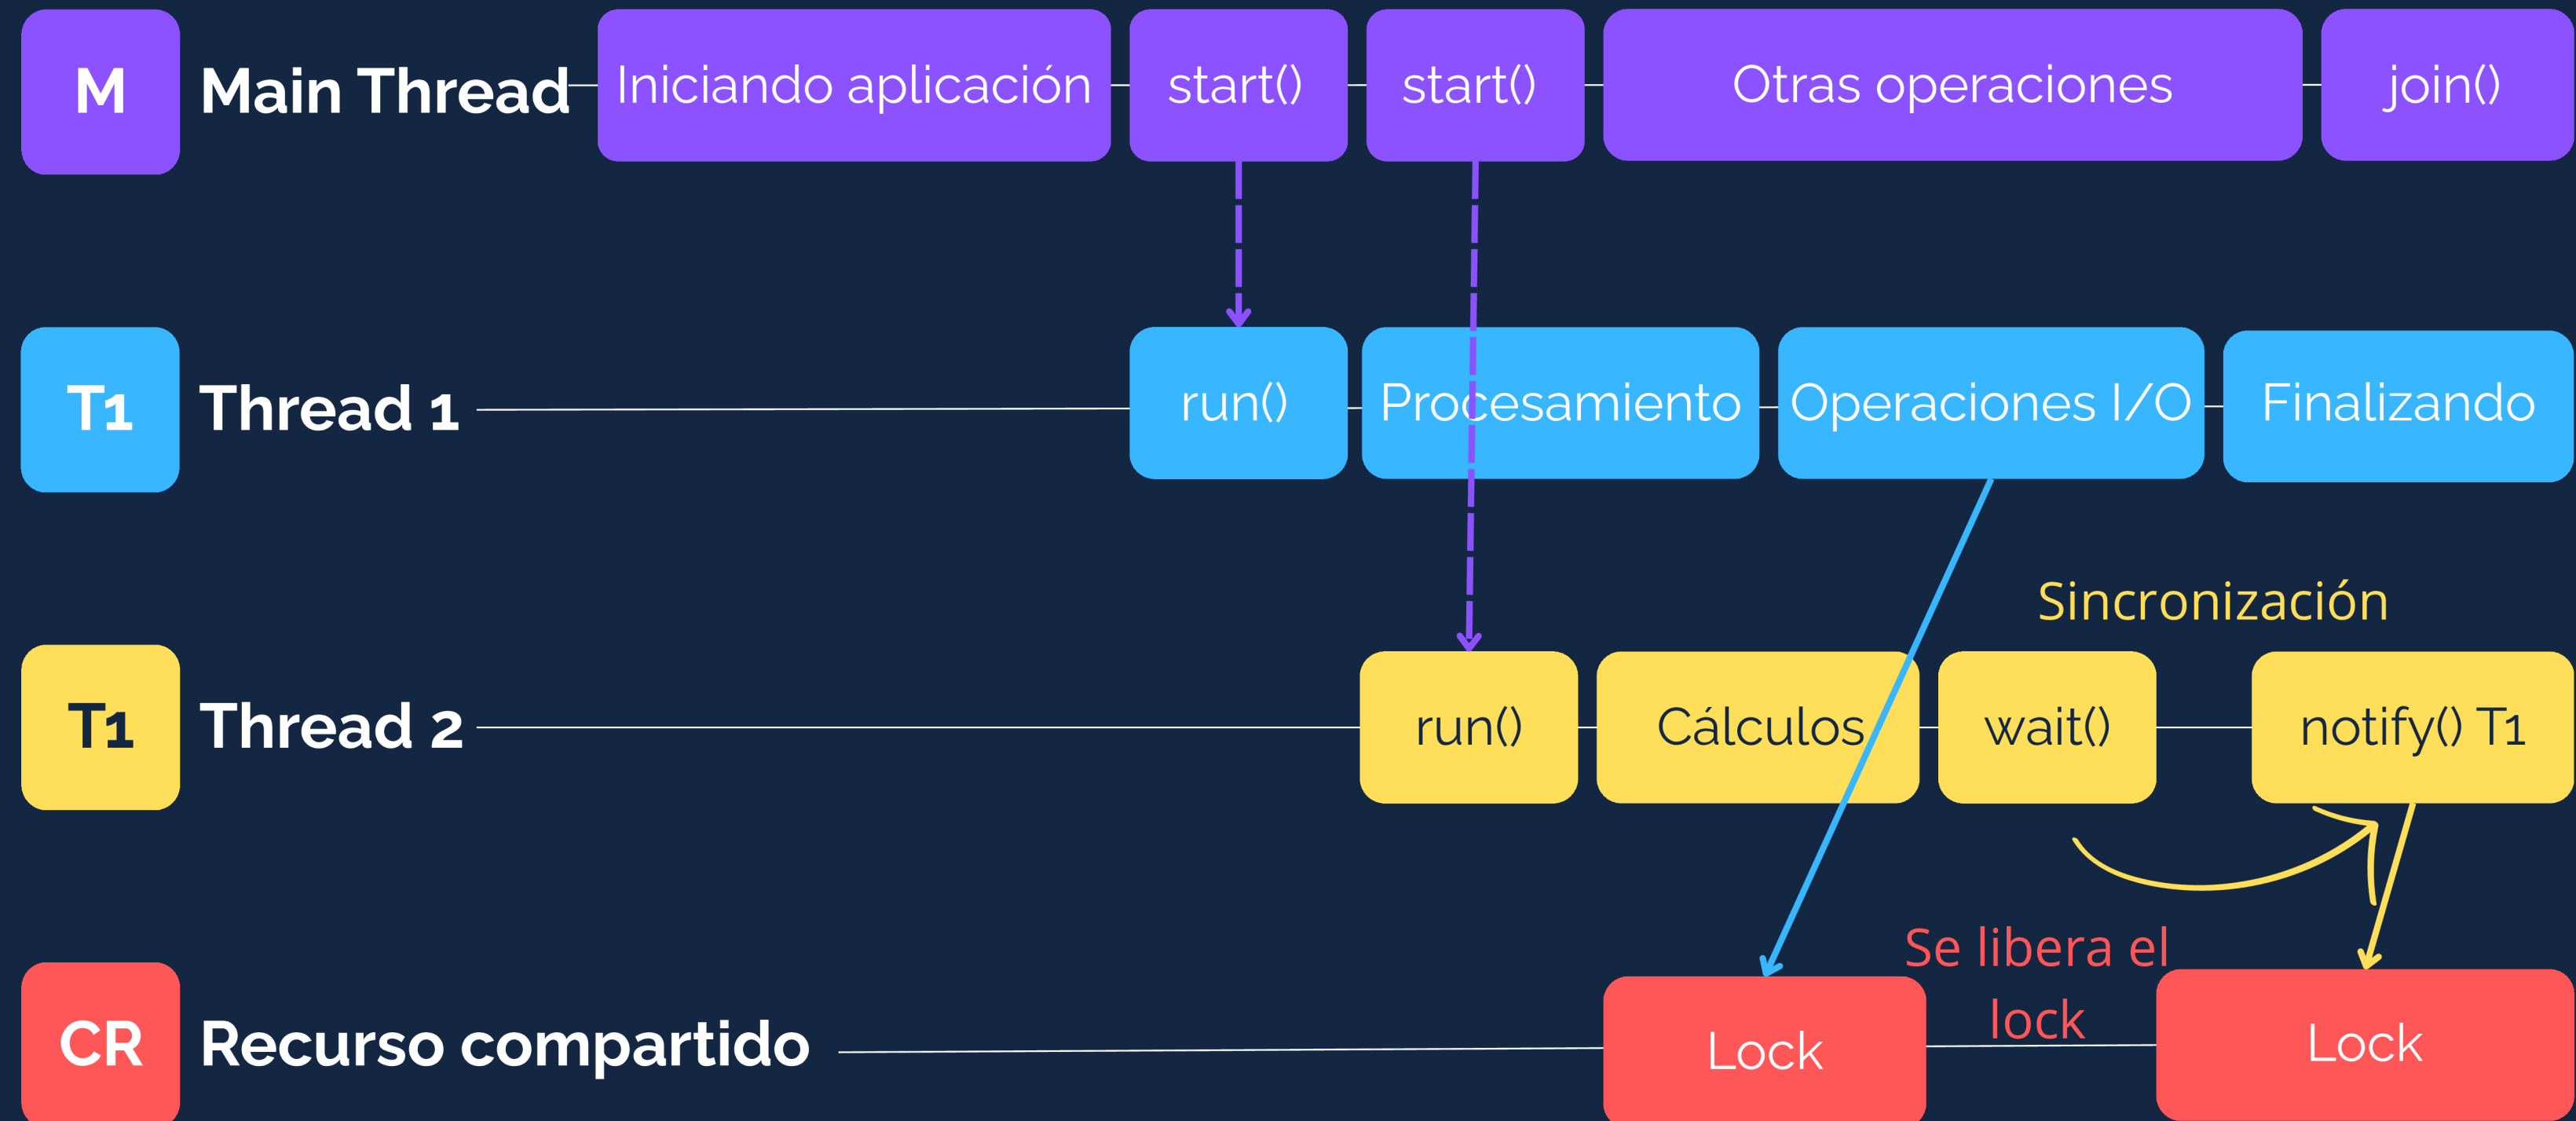 M Main Thread Iniciando aplicación start() start() Otras operaciones join()
T1 Thread 1 run() Procesamiento Operaciones I/O Finalizando
Sincronización
T1 Thread 2 run() Cálculos wait() notify() T1
Se libera el
lock
CR Recurso compartido Lock Lock